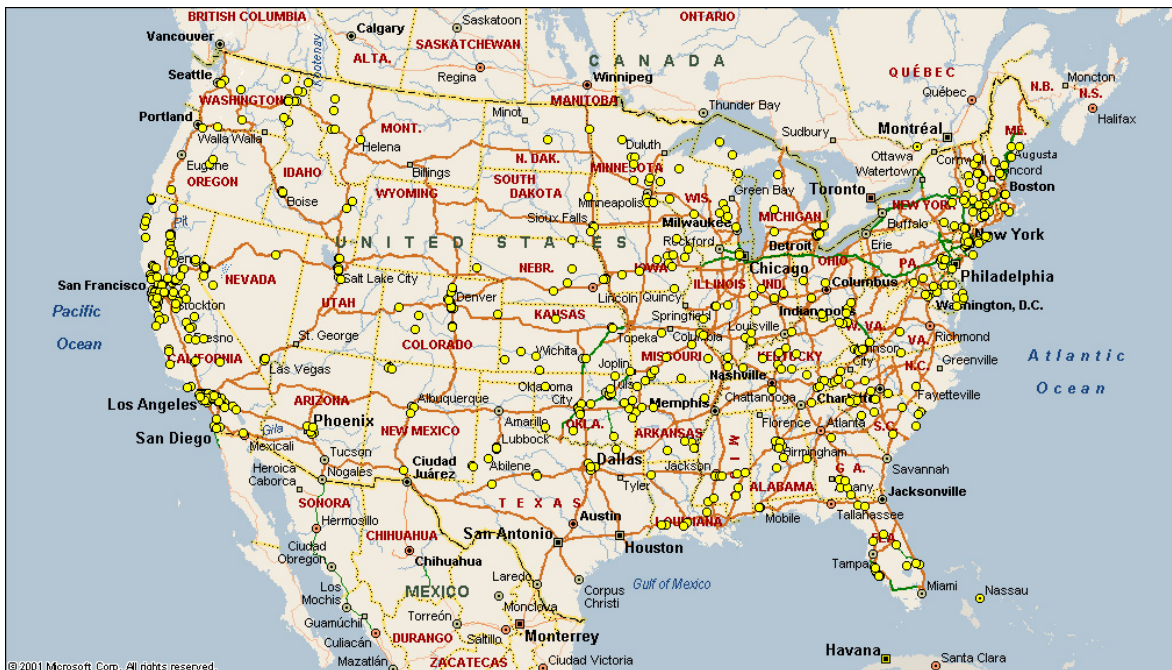 BRITISH COLUMBIA
Saskatoon
ONTARIO
Vancouver
Calgary
SASKATCHEWAN
Kootenay
ALTA.
CANADA
Seattle
Regina
Winnipeg
QUÉBEC
N.B.
Moncton
WASHINGTON
MANITOBA
Thunder Bay
Québec
N.S.
Halifax
Portland
Minot
Sudbury
Montréal
ME.
Walla Walla
MONT.
Helena
Duluth
Ottawa
Augusta
Eugene
N. DAK.
MINNESOTA
Watertown
OREGON
IDAHO
Billings
SOUTH
DAKOTA
Green Bay
Toronto
Boston
Boise
WYOMING
Minneapolis
WIS.
NEW YORK
Sioux Falls
MICHIGAN
Buffalo
Pit
Milwaukee
UNITED STATES
Rockford
Detroit
Erie
New York
NEVADA
Salt Lake City
NEBR.
IOWA
Chicago
OHIO
PA.
Philadelphia
San Francisco
UTAH
Denver
Lincoln
Quincy
ILLINOIS
IND.
Columbus
Washington, D.C.
Stockton
KANSAS
Springfield
Indianapolis
Pacific
Ocean
St. George
COLORADO
Topeka
Columbia
Louisville
W. VA.
VA.
Richmond
Fresno
CALIFORNIA
Wichita
MISSOURI
KENTUCKY
Johnson
City
Greenville
Las Vegas
Joplin
Nashville
N.C.
Atlantic
Ocean
Los Angeles
ARIZONA
Albuquerque
Oklahoma
City
Tulsa
Memphis
Chattanooga
Charlotte
Fayetteville
Phoenix
NEW MEXICO
Amarillo
OKLA.
ARKANSAS
Florence
Atlanta
S.C.
San Diego
Gila
Mexicali
Lubbock
Birmingham
Tucson
Ciudad
Juárez
Abilene
Dallas
Jackson
GA.
Savannah
Heroica
Caborca
Nogales
Tyler
ALABAMA
Albany
Jacksonville
SONORA
TEXAS
Mobile
Tallahassee
Hermosillo
Austin
LOUISIANA
CHIHUAHUA
San Antonio
Houston
FLA.
Ciudad
Obregon
Chihuahua
Tampa
Laredo
Gulf of Mexico
Los
Mochis
MEXICO
Corpus
Christi
Miami
Nassau
Guamúchil
Monclova
Torreón
Culiacán
DURANGO
Saltillo
Monterrey
Havana
© 2001 Microsoft Corp. All rights reserved.
Mazatlán
ZACATECAS
Ciudad Victoria
Santa Clara